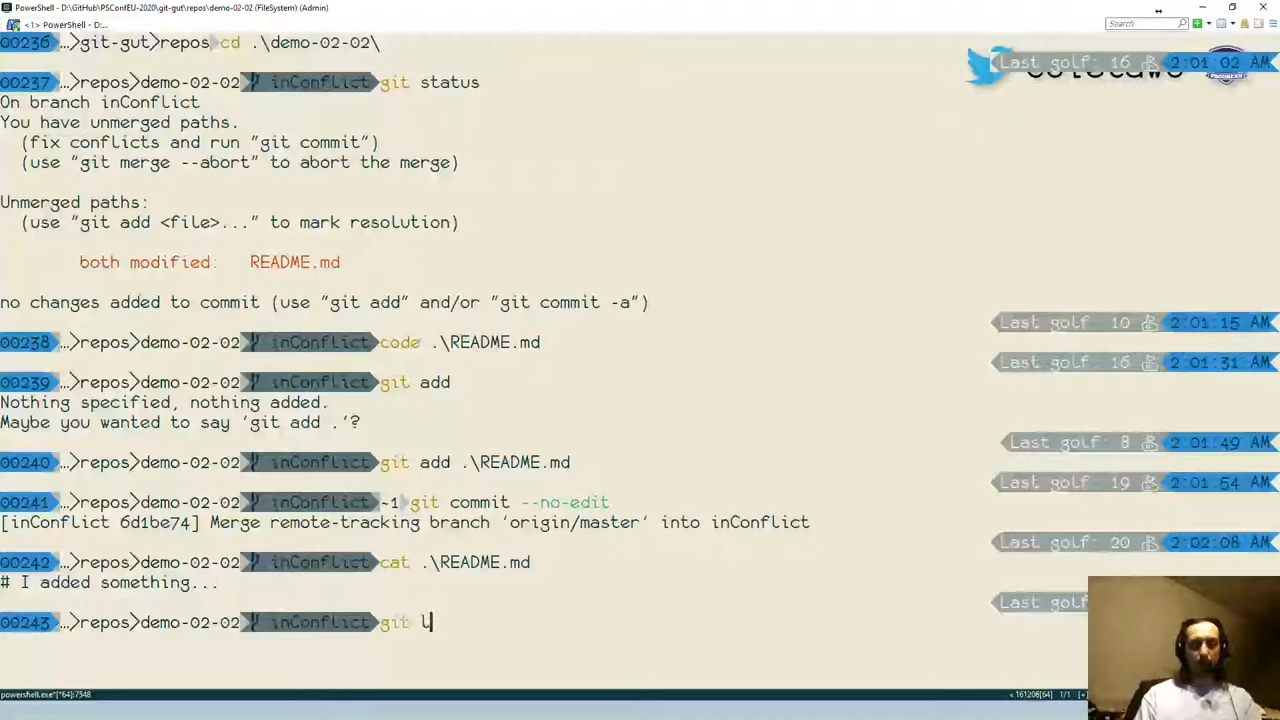 PowerShell - D:\GitHub\PSConfEU-2020\git-gut\repos\demo-02-02 (FileSystem) (Admin)
<1> PowerShell - D:...
Search
00236 …>git-gut>repos cd .\demo-02-02\
Last golf: 16 2:01:02 AM
00237 …>repos>demo-02-02 inConflict git status
On branch inConflict
You have unmerged paths.
(fix conflicts and run "git commit")
(use "git merge --abort" to abort the merge)
Unmerged paths:
(use "git add <file>..." to mark resolution)
both modified: README.md
no changes added to commit (use "git add" and/or "git commit -a")
Last golf: 10 2:01:15 AM
00238 …>repos>demo-02-02 inConflict code .\README.md
Last golf: 16 2:01:31 AM
00239 …>repos>demo-02-02 inConflict git add
Nothing specified, nothing added.
Maybe you wanted to say 'git add .'?
Last golf: 8 2:01:49 AM
00240 …>repos>demo-02-02 inConflict git add .\README.md
Last golf: 19 2:01:54 AM
00241 …>repos>demo-02-02 inConflict ~1 git commit --no-edit
[inConflict 6d1be74] Merge remote-tracking branch 'origin/master' into inConflict
Last golf: 20 2:02:08 AM
00242 …>repos>demo-02-02 inConflict cat .\README.md
# I added something...
Last golf
00243 …>repos>demo-02-02 inConflict git l
powershell.exe*[*64]:7548
« 161206[64] 1/1 [+]